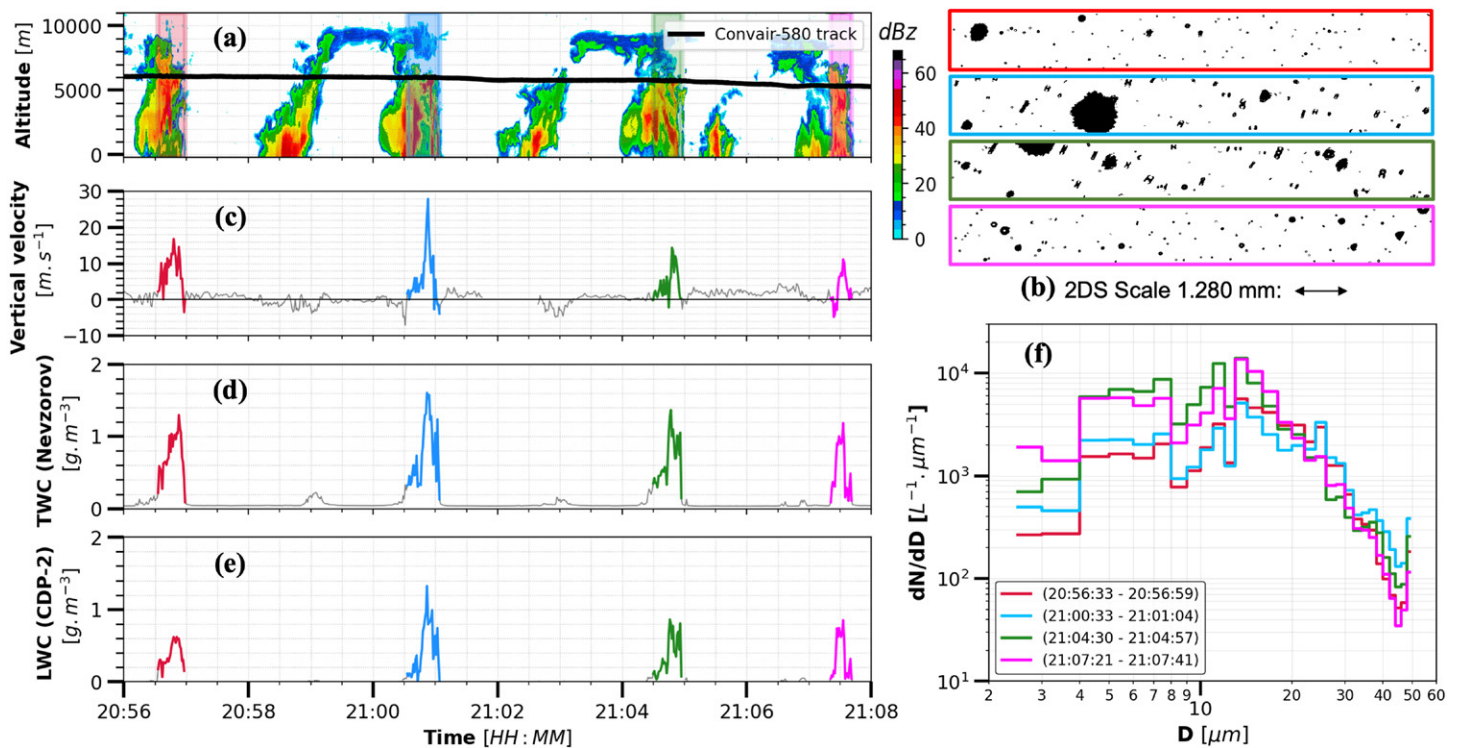 10000
5000
0
Altitude [m]
(a)
Convair-580 track
dBz
60
40
20
0
(b) 2DS Scale 1.280 mm:
30
20
10
0
−10
Vertical velocity
[m.s⁻¹]
(c)
2
1
0
TWC (Nevzorov)
[g.m⁻³]
(d)
2
1
0
LWC (CDP-2)
[g.m⁻³]
(e)
20:56
20:58
21:00
21:02
21:04
21:06
21:08
Time [HH:MM]
(f)
10⁴
10³
10²
10¹
dN/dD [L⁻¹.μm⁻¹]
(20:56:33 - 20:56:59)
(21:00:33 - 21:01:04)
(21:04:30 - 21:04:57)
(21:07:21 - 21:07:41)
2 3 4 5 6 7 8 9 10 20 30 40 50 60
D [μm]